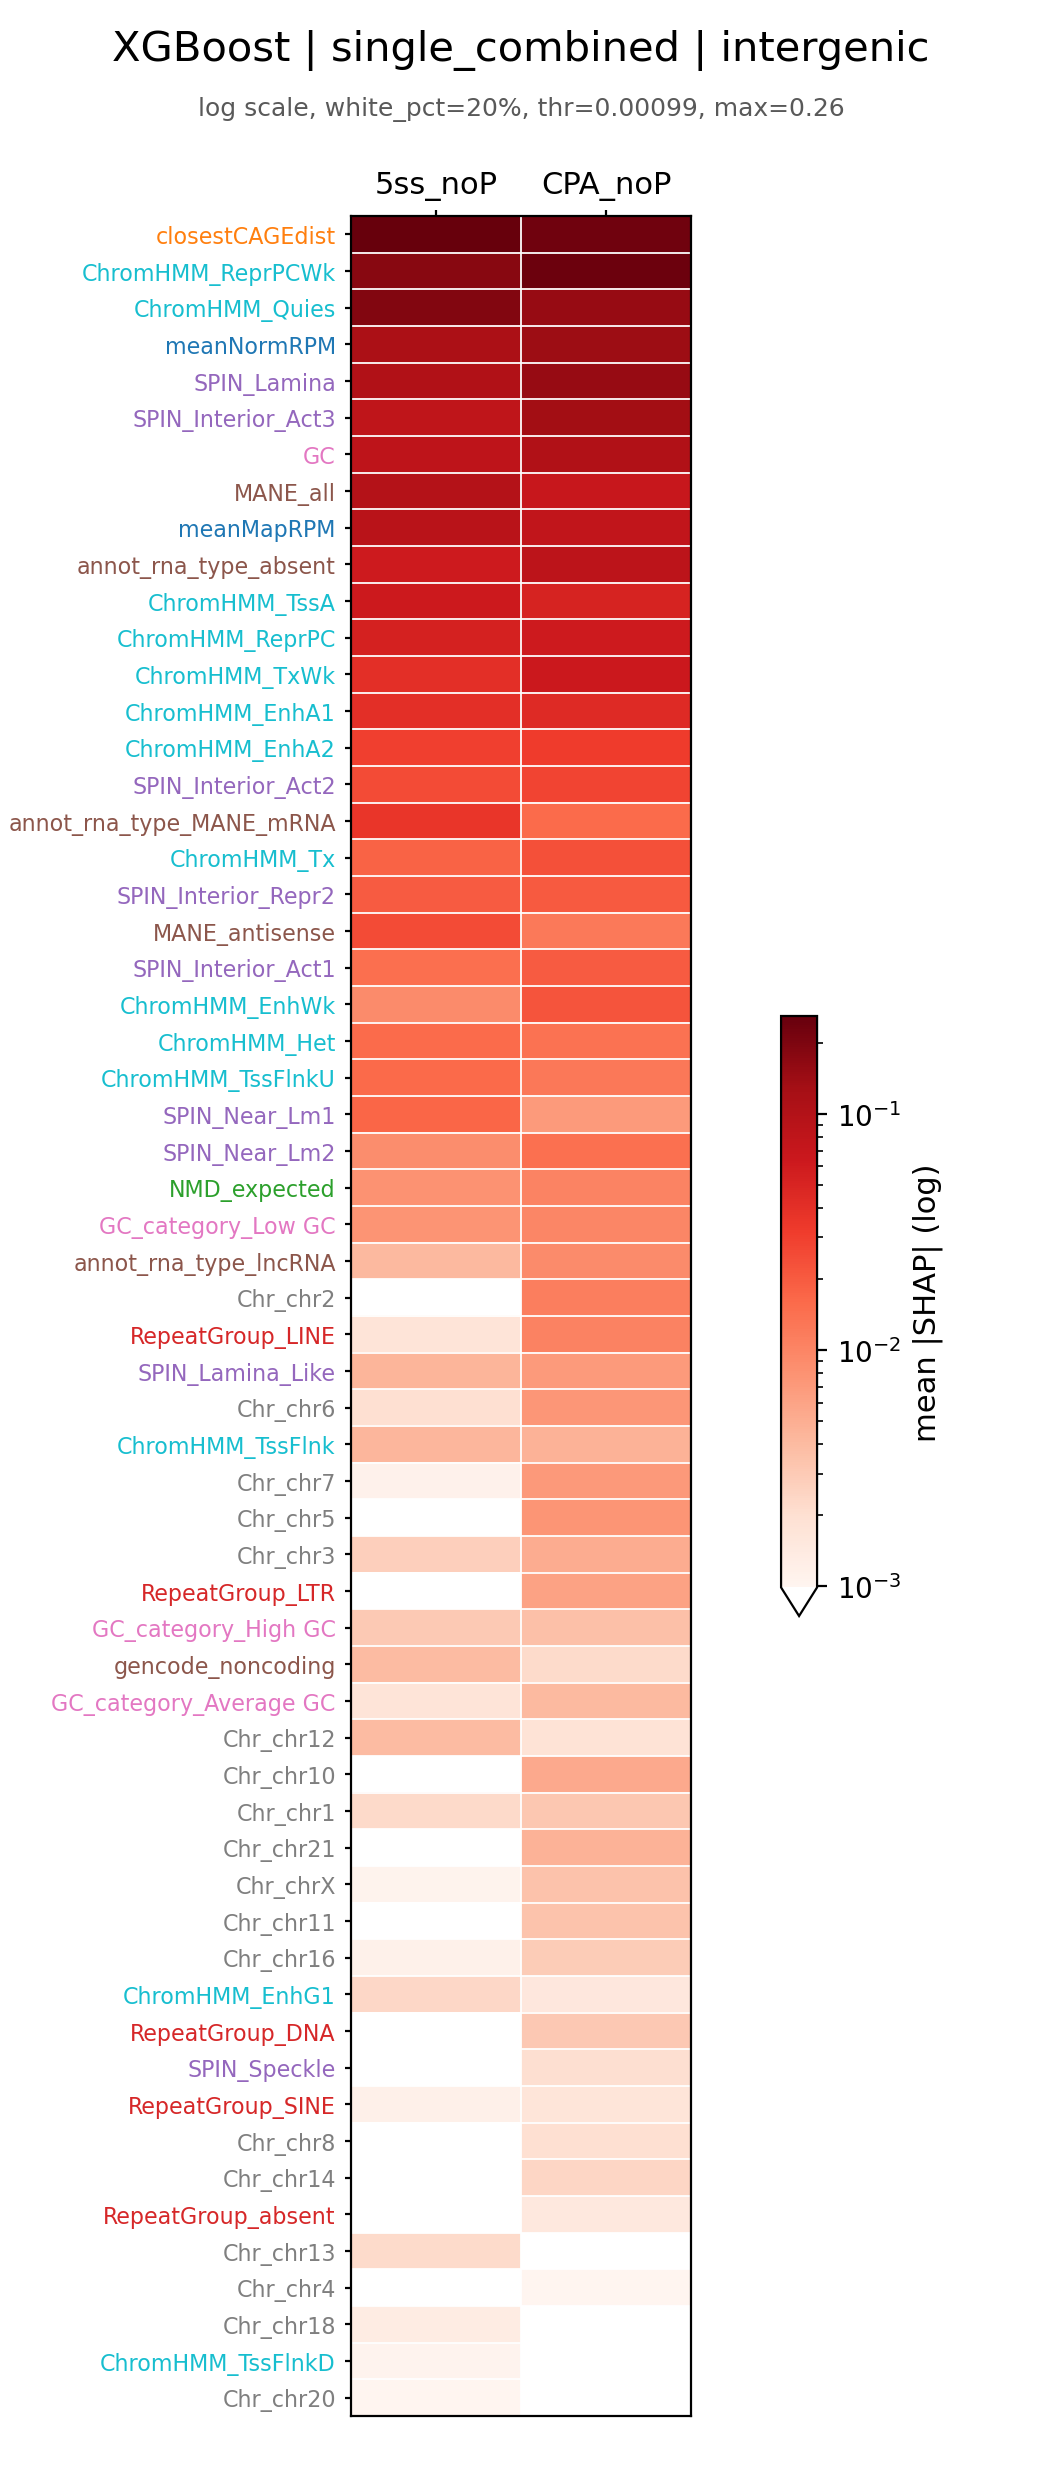 XGBoost | single_combined | intergenic
log scale, white_pct=20%, thr=0.00099, max=0.26
5ss_noP CPA_noP
closestCAGEdist
ChromHMM_ReprPCWk
ChromHMM_Quies
meanNormRPM
SPIN_Lamina
SPIN_Interior_Act3
GC
MANE_all
meanMapRPM
annot_rna_type_absent
ChromHMM_TssA
ChromHMM_ReprPC
ChromHMM_TxWk
ChromHMM_EnhA1
ChromHMM_EnhA2
SPIN_Interior_Act2
annot_rna_type_MANE_mRNA
ChromHMM_Tx
SPIN_Interior_Repr2
MANE_antisense
SPIN_Interior_Act1
ChromHMM_EnhWk
ChromHMM_Het
ChromHMM_TssFlnkU
SPIN_Near_Lm1
SPIN_Near_Lm2
NMD_expected
GC_category_Low GC
annot_rna_type_lncRNA
Chr_chr2
RepeatGroup_LINE
SPIN_Lamina_Like
Chr_chr6
ChromHMM_TssFlnk
Chr_chr7
Chr_chr5
Chr_chr3
RepeatGroup_LTR
GC_category_High GC
gencode_noncoding
GC_category_Average GC
Chr_chr12
Chr_chr10
Chr_chr1
Chr_chr21
Chr_chrX
Chr_chr11
Chr_chr16
ChromHMM_EnhG1
RepeatGroup_DNA
SPIN_Speckle
RepeatGroup_SINE
Chr_chr8
Chr_chr14
RepeatGroup_absent
Chr_chr13
Chr_chr4
Chr_chr18
ChromHMM_TssFlnkD
Chr_chr20
10⁻¹
10⁻²
10⁻³
mean |SHAP| (log)